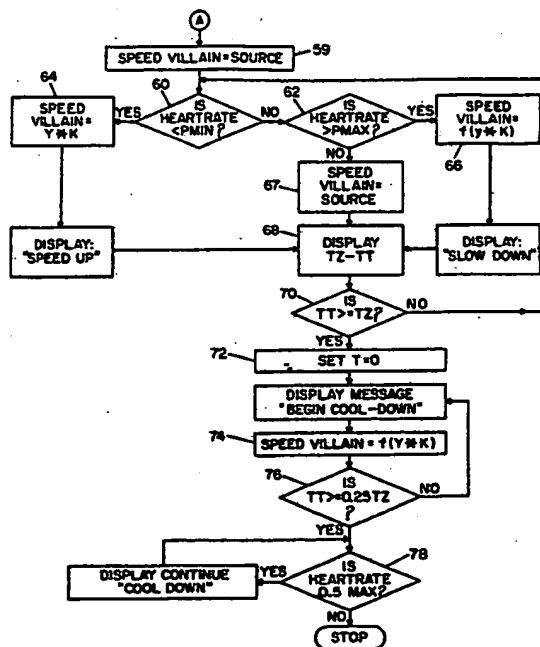 A
SPEED VILLAIN=SOURCE
59
64
60
62
SPEED
VILLAIN=
Y*K
YES
IS
HEARTRATE
<PMIN?
NO
IS
HEARTRATE
>PMAX?
YES
SPEED
VILLAIN=
f(y*K)
66
NO
67
SPEED
VILLAIN=
SOURCE
DISPLAY:
"SPEED UP"
68
DISPLAY
TZ-TT
DISPLAY:
"SLOW DOWN"
70
IS
TT>=TZ?
NO
YES
72
SET T=0
DISPLAY MESSAGE
"BEGIN COOL-DOWN"
74
SPEED VILLAIN = f(Y*K)
76
IS
TT>=0.25TZ
?
NO
YES
78
DISPLAY CONTINUE
"COOL DOWN"
YES
IS
HEARTRATE
0.5 MAX?
NO
STOP